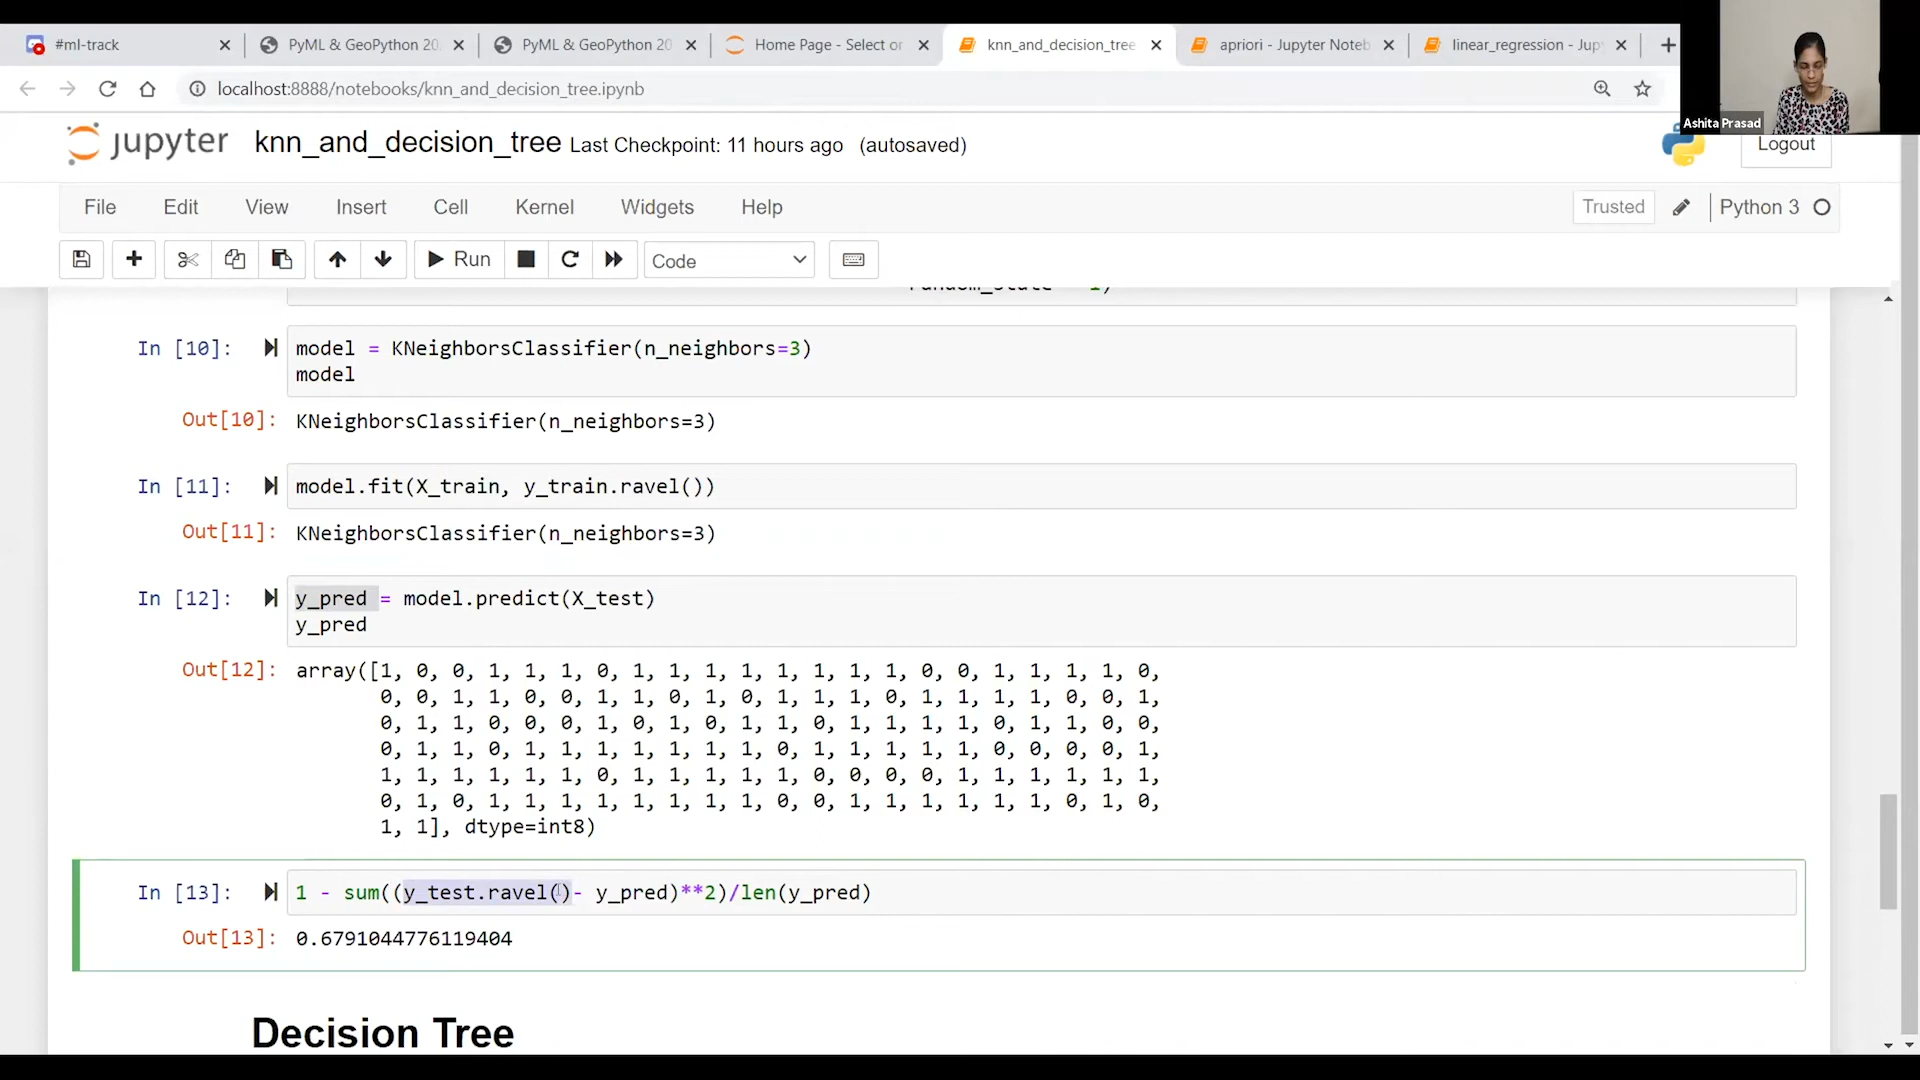 #ml-track
PyML & GeoPython 20
PyML & GeoPython 20
Home Page - Select or
knn_and_decision_tree
apriori - Jupyter Noteb
linear_regression - Jup
localhost:8888/notebooks/knn_and_decision_tree.ipynb
Ashita Prasad
jupyter knn_and_decision_tree Last Checkpoint: 11 hours ago (autosaved)
Logout
File Edit View Insert Cell Kernel Widgets Help Trusted Python 3
Run Code
random_state = 1)
In [10]: model = KNeighborsClassifier(n_neighbors=3)
model
Out[10]: KNeighborsClassifier(n_neighbors=3)
In [11]: model.fit(X_train, y_train.ravel())
Out[11]: KNeighborsClassifier(n_neighbors=3)
In [12]: y_pred = model.predict(X_test)
y_pred
Out[12]: array([1, 0, 0, 1, 1, 1, 0, 1, 1, 1, 1, 1, 1, 1, 1, 0, 0, 1, 1, 1, 1, 0,
0, 0, 1, 1, 0, 0, 1, 1, 0, 1, 0, 1, 1, 1, 0, 1, 1, 1, 1, 0, 0, 1,
0, 1, 1, 0, 0, 0, 1, 0, 1, 0, 1, 1, 0, 1, 1, 1, 1, 0, 1, 1, 0, 0,
0, 1, 1, 0, 1, 1, 1, 1, 1, 1, 1, 0, 1, 1, 1, 1, 1, 0, 0, 0, 0, 1,
1, 1, 1, 1, 1, 1, 0, 1, 1, 1, 1, 1, 0, 0, 0, 0, 1, 1, 1, 1, 1, 1,
0, 1, 0, 1, 1, 1, 1, 1, 1, 1, 1, 0, 0, 1, 1, 1, 1, 1, 1, 0, 1, 0,
1, 1], dtype=int8)
In [13]: 1 - sum((y_test.ravel()- y_pred)**2)/len(y_pred)
Out[13]: 0.6791044776119404
Decision Tree